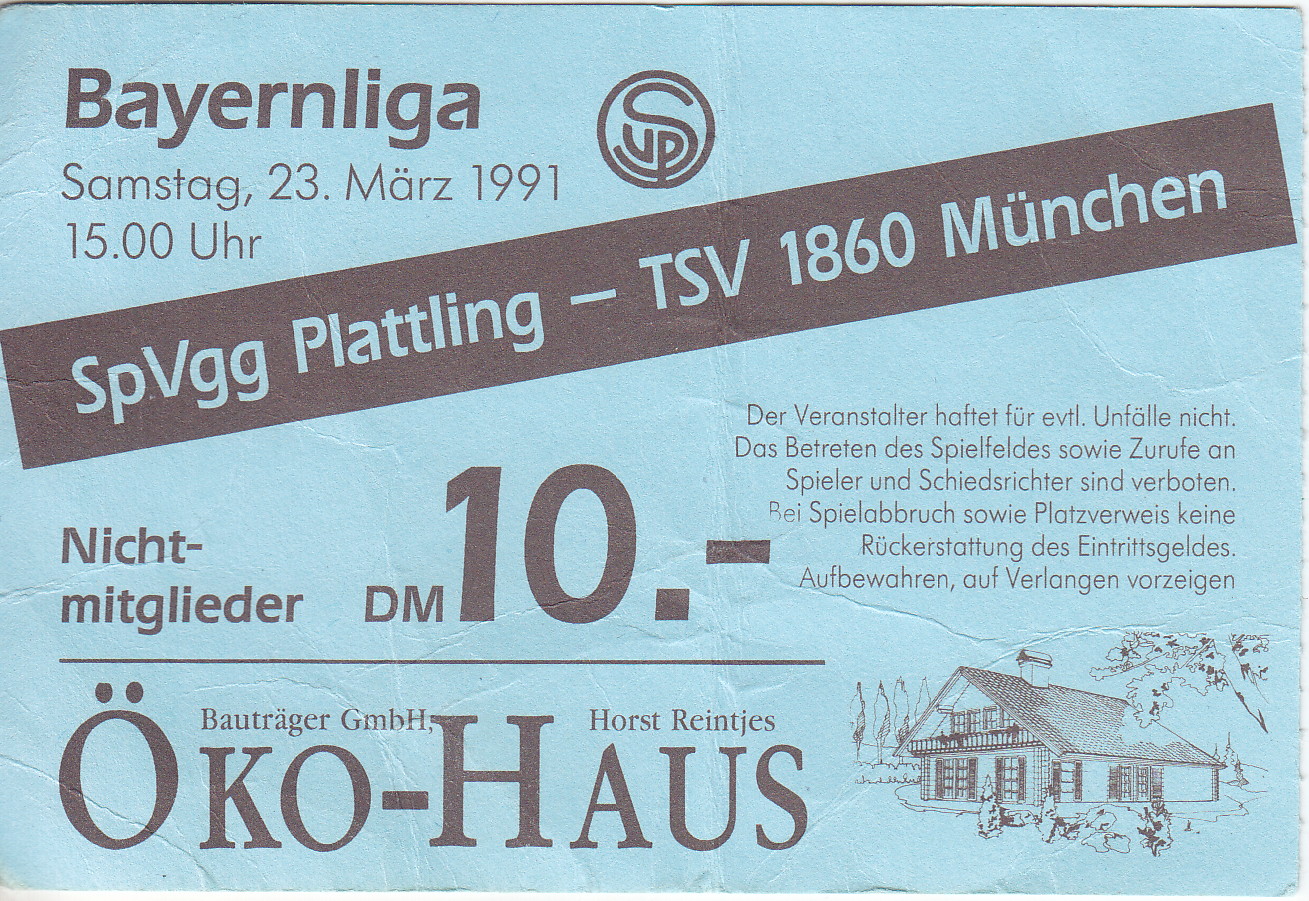 Bayernliga
Samstag, 23. März 1991
15.00 Uhr
SVP
SpVgg Plattling – TSV 1860 München
Der Veranstalter haftet für evtl. Unfälle nicht.
Das Betreten des Spielfeldes sowie Zurufe an
Spieler und Schiedsrichter sind verboten.
Bei Spielabbruch sowie Platzverweis keine
Rückerstattung des Eintrittsgeldes.
Aufbewahren, auf Verlangen vorzeigen
Nicht-
mitglieder DM 10.-
Bauträger GmbH, Horst Reintjes
ÖKO-HAUS